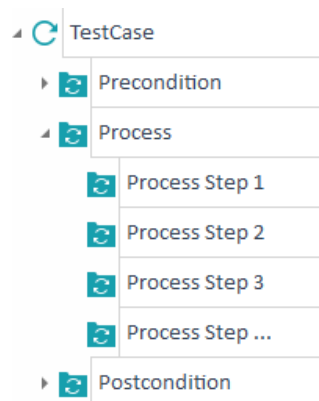 TestCase
Precondition
Process
Process Step 1
Process Step 2
Process Step 3
Process Step ...
Postcondition